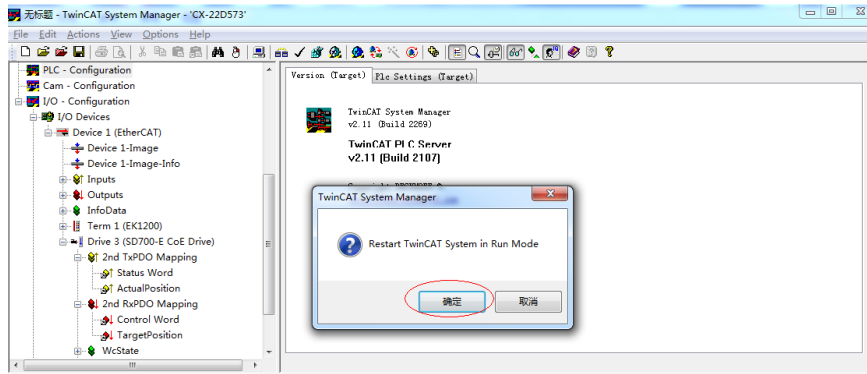 无标题 - TwinCAT System Manager - 'CX-22D573'
File Edit Actions View Options Help
PLC - Configuration
Cam - Configuration
I/O - Configuration
I/O Devices
Device 1 (EtherCAT)
Device 1-Image
Device 1-Image-Info
Inputs
Outputs
InfoData
Term 1 (EK1200)
Drive 3 (SD700-E CoE Drive)
2nd TxPDO Mapping
Status Word
ActualPosition
2nd RxPDO Mapping
Control Word
TargetPosition
WcState
Version (Target) Plc Settings (Target)
TwinCAT System Manager
v2.11 (Build 2269)
TwinCAT PLC Server
v2.11 (Build 2107)
TwinCAT System Manager
Restart TwinCAT System in Run Mode
确定 取消